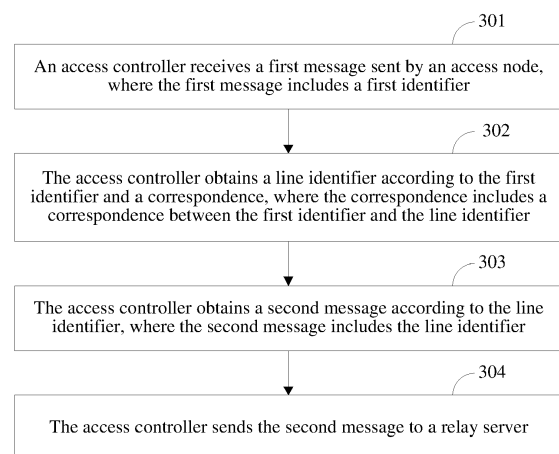 301
An access controller receives a first message sent by an access node,
where the first message includes a first identifier
302
The access controller obtains a line identifier according to the first
identifier and a correspondence, where the correspondence includes a
correspondence between the first identifier and the line identifier
303
The access controller obtains a second message according to the line
identifier, where the second message includes the line identifier
304
The access controller sends the second message to a relay server